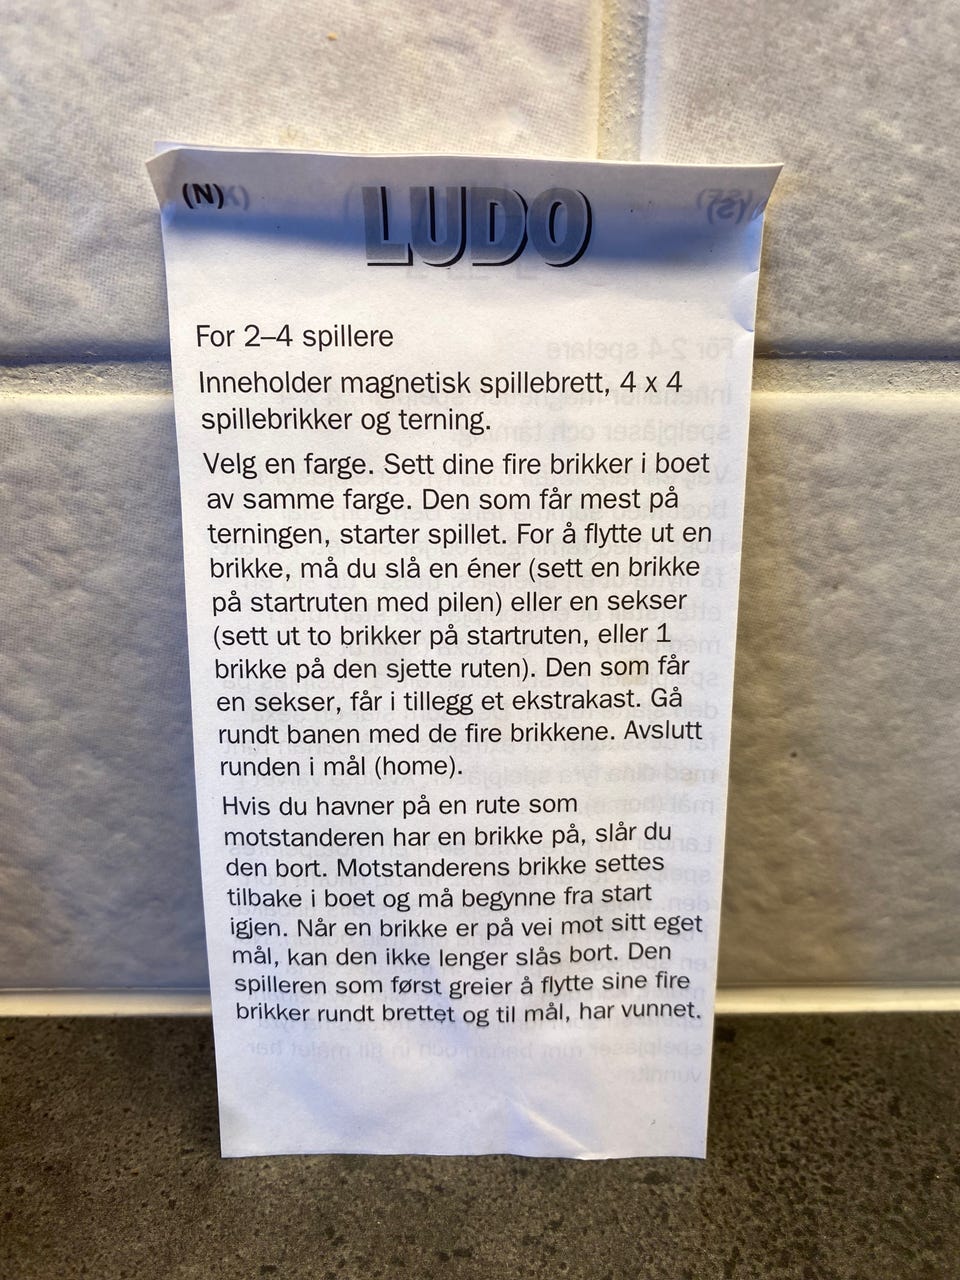 (N)
LUDO
For 2–4 spillere
Inneholder magnetisk spillebrett, 4 x 4
spillebrikker og terning.
Velg en farge. Sett dine fire brikker i boet
av samme farge. Den som får mest på
terningen, starter spillet. For å flytte ut en
brikke, må du slå en éner (sett en brikke
på startruten med pilen) eller en sekser
(sett ut to brikker på startruten, eller 1
brikke på den sjette ruten). Den som får
en sekser, får i tillegg et ekstrakast. Gå
rundt banen med de fire brikkene. Avslutt
runden i mål (home).
Hvis du havner på en rute som
motstanderen har en brikke på, slår du
den bort. Motstanderens brikke settes
tilbake i boet og må begynne fra start
igjen. Når en brikke er på vei mot sitt eget
mål, kan den ikke lenger slås bort. Den
spilleren som først greier å flytte sine fire
brikker rundt brettet og til mål, har vunnet.